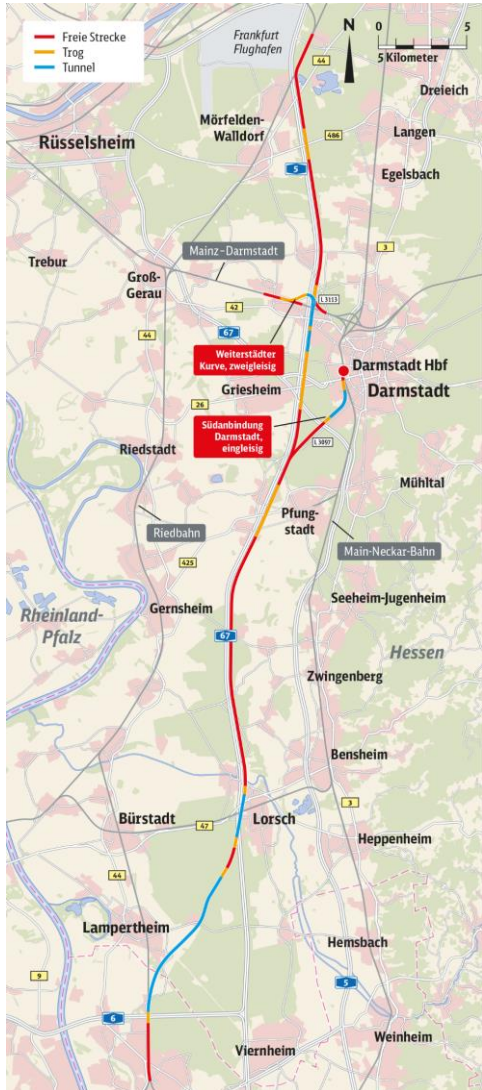 Freie Strecke
Trog
Tunnel
Frankfurt
Flughafen
N
0
5
5 Kilometer
44
Dreieich
Mörfelden-
Walldorf
486
Langen
Rüsselsheim
5
Egelsbach
3
Mainz–Darmstadt
Trebur
Groß-
Gerau
L 3113
42
44
67
Weiterstädter
Kurve, zweigleisig
Darmstadt Hbf
Darmstadt
Griesheim
26
Südanbindung
Darmstadt,
eingleisig
L 3097
Riedstadt
Mühltal
Pfung-
stadt
Riedbahn
Main-Neckar-Bahn
425
Gernsheim
Seeheim-Jugenheim
Rheinland-
Pfalz
67
Hessen
Zwingenberg
Bensheim
Bürstadt
47
Lorsch
3
Heppenheim
44
Lampertheim
Hemsbach
9
5
6
Weinheim
Viernheim